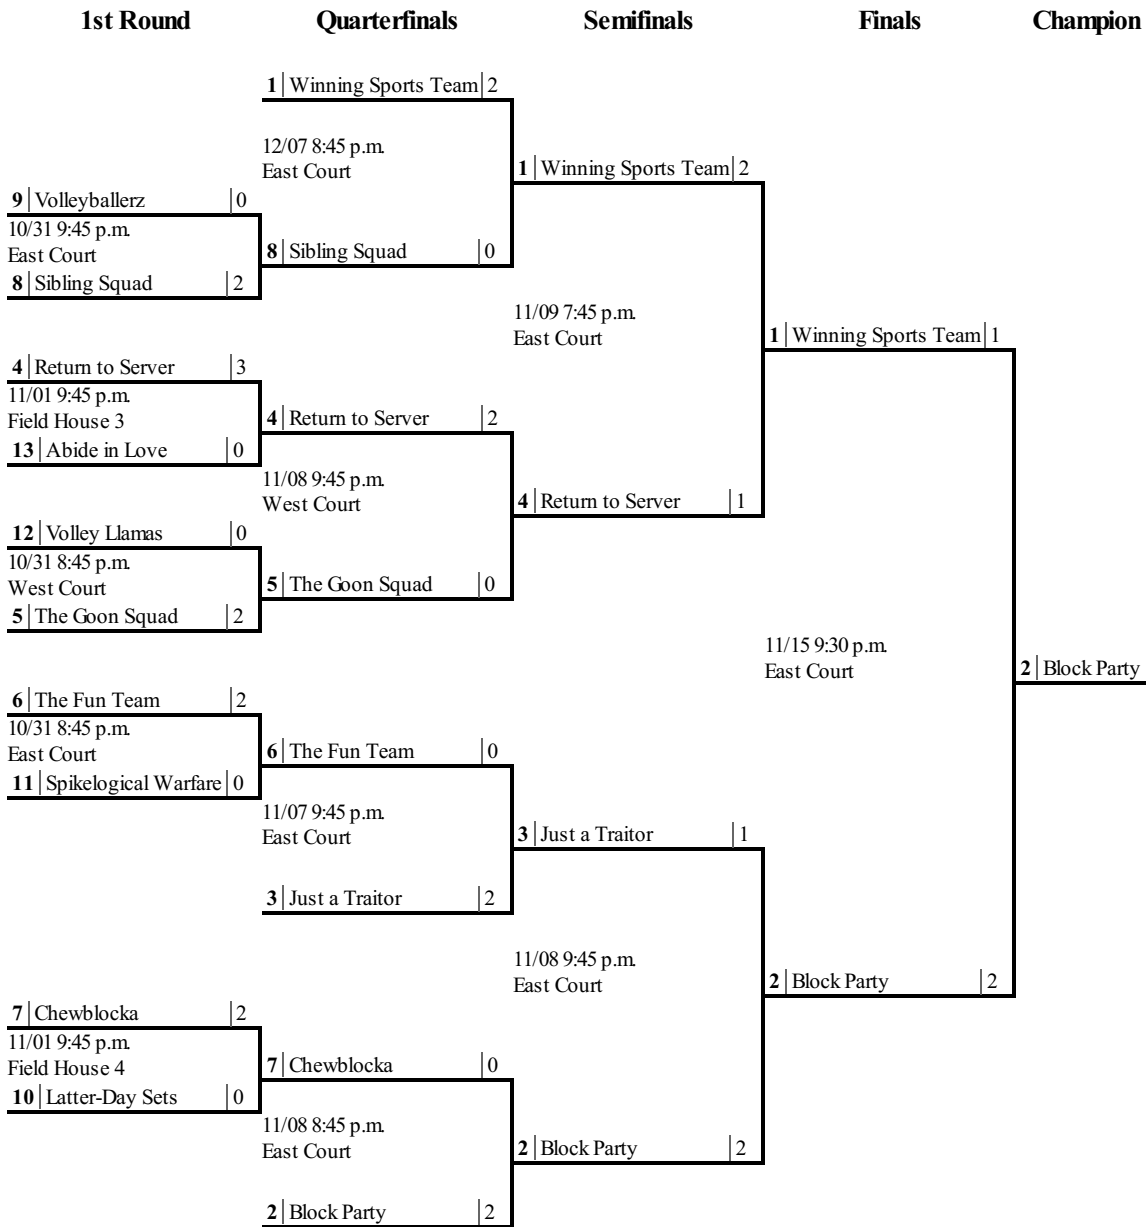 1st Round Quarterfinals Semifinals Finals Champion
1 Winning Sports Team 2
12/07 8:45 p.m.
East Court
1 Winning Sports Team 2
9 Volleyballerz 0
10/31 9:45 p.m.
East Court
8 Sibling Squad 0
8 Sibling Squad 2
11/09 7:45 p.m.
East Court
1 Winning Sports Team 1
4 Return to Server 3
11/01 9:45 p.m.
Field House 3
4 Return to Server 2
13 Abide in Love 0
11/08 9:45 p.m.
West Court
4 Return to Server 1
12 Volley Llamas 0
10/31 8:45 p.m.
West Court
5 The Goon Squad 0
5 The Goon Squad 2
11/15 9:30 p.m.
East Court
2 Block Party
6 The Fun Team 2
10/31 8:45 p.m.
East Court
6 The Fun Team 0
11 Spikelogical Warfare 0
11/07 9:45 p.m.
East Court
3 Just a Traitor 1
3 Just a Traitor 2
11/08 9:45 p.m.
East Court
2 Block Party 2
7 Chewblocka 2
11/01 9:45 p.m.
Field House 4
7 Chewblocka 0
10 Latter-Day Sets 0
11/08 8:45 p.m.
East Court
2 Block Party 2
2 Block Party 2